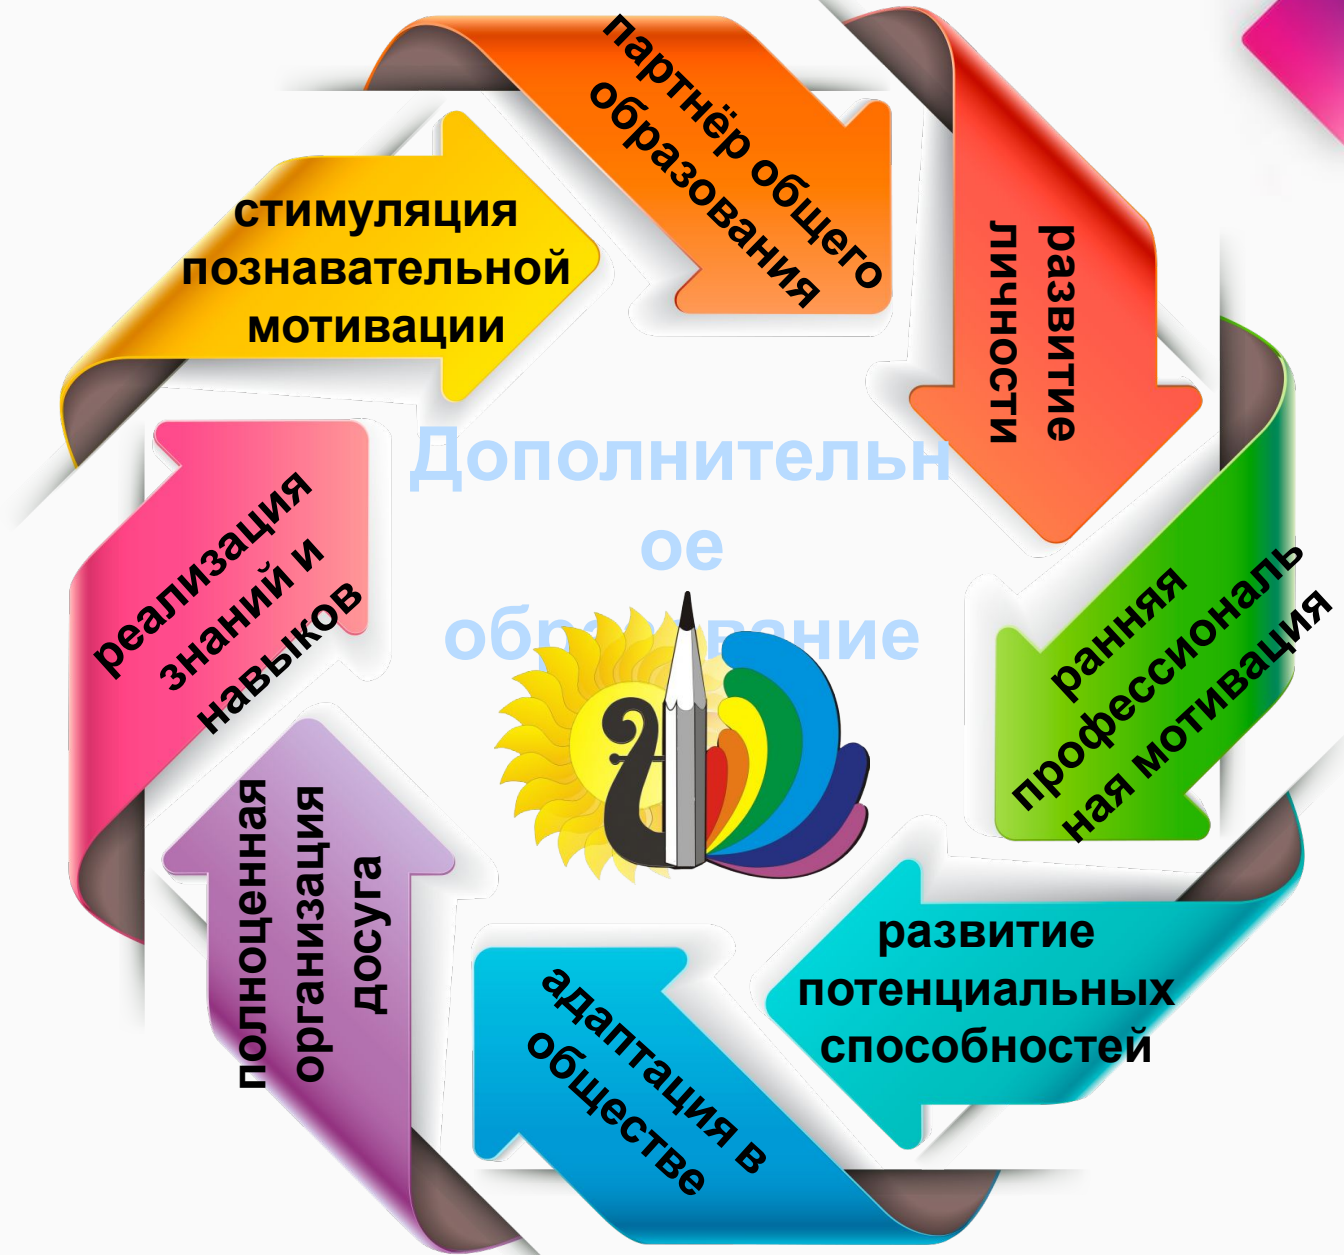 партнёр общего
образования
развитие
личности
ранняя
профессиональ
ная мотивация
развитие
потенциальных
способностей
адаптация в
обществе
полноценная
организация
досуга
реализация
знаний и
навыков
стимуляция
познавательной
мотивации
Дополнительн
ое
образование